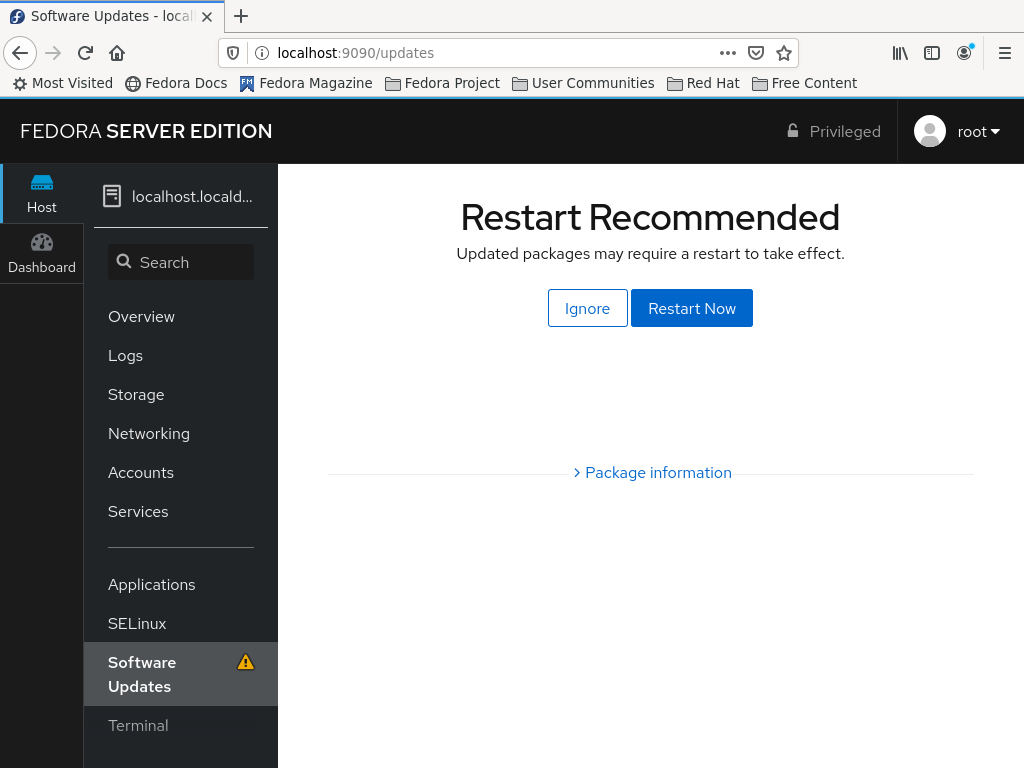 Software Updates - local
localhost:9090/updates
Most Visited
Fedora Docs
FM
Fedora Magazine
Fedora Project
User Communities
Red Hat
Free Content
FEDORA SERVER EDITION
Privileged
root
Host
Dashboard
localhost.locald...
Search
Overview
Logs
Storage
Networking
Accounts
Services
Applications
SELinux
Software
Updates
Terminal
Restart Recommended
Updated packages may require a restart to take effect.
Ignore
Restart Now
Package information